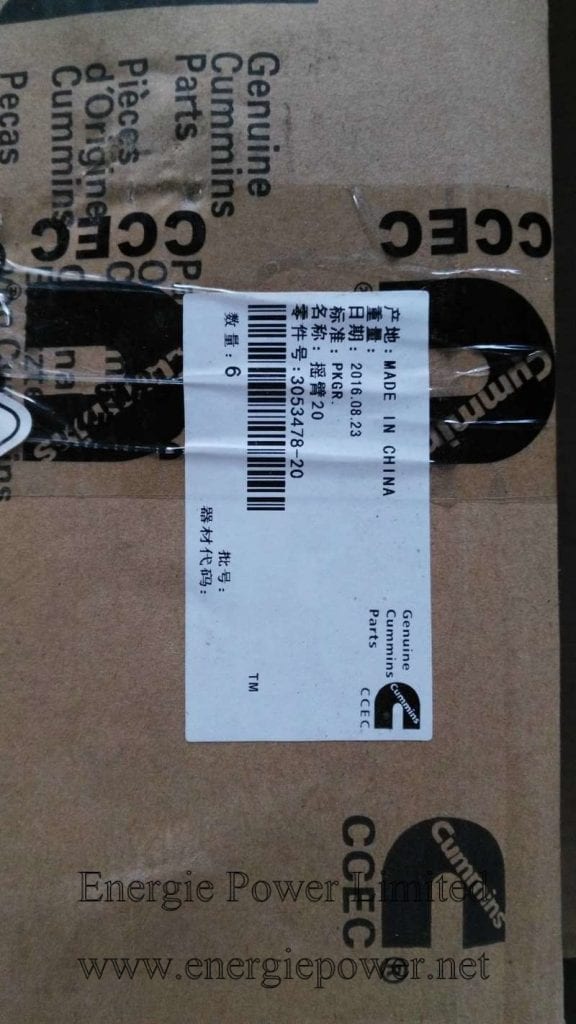 Genuine
Cummins
Parts
Pièces
d'Origine
Cummins
Pecas
CCEC
CCEC
Cummins
产地: MADE IN CHINA
重量:
日期: 2016.08.23
标准: PKGR.
名称: 摇臂20
零件号: 3053478-20
数量: 6
批号:
器材代码:
Genuine
Cummins
Parts
Cummins
CCEC
TM
Cummins
CCEC
®
Energie Power Limited
www.energiepower.net